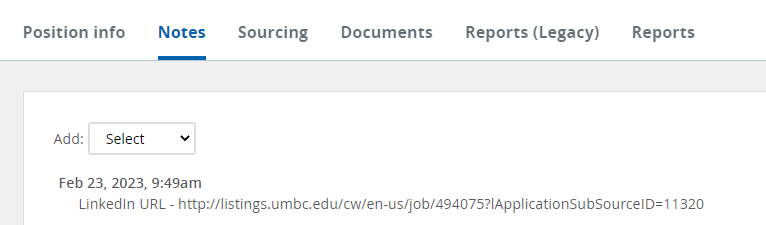 Position info Notes Sourcing Documents Reports (Legacy) Reports
Add: Select
Feb 23, 2023, 9:49am
LinkedIn URL - http://listings.umbc.edu/cw/en-us/job/494075?lApplicationSubSourceID=11320